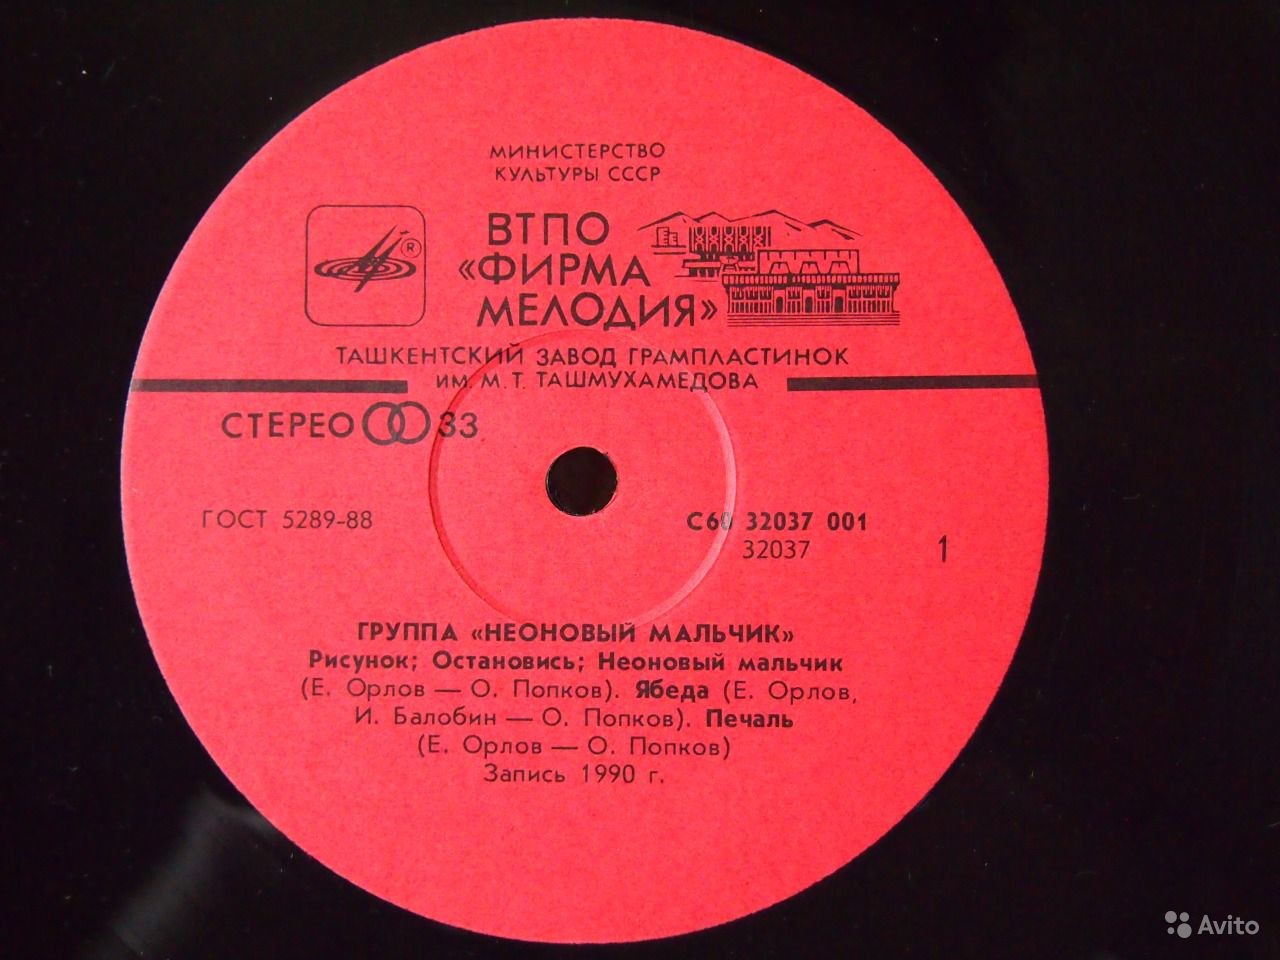 МИНИСТЕРСТВО
КУЛЬТУРЫ СССР
ВТПО
«ФИРМА
МЕЛОДИЯ»
®
ТАШКЕНТСКИЙ ЗАВОД ГРАМПЛАСТИНОК
ИМ. М. Т. ТАШМУХАМЕДОВА
СТЕРЕО 33
ГОСТ 5289-88
С60 32037 001
32037
1
ГРУППА «НЕОНОВЫЙ МАЛЬЧИК»
Рисунок; Остановись; Неоновый мальчик
(Е. Орлов — О. Попков). Ябеда (Е. Орлов,
И. Балобин — О. Попков). Печаль
(Е. Орлов — О. Попков)
Запись 1990 г.
Avito